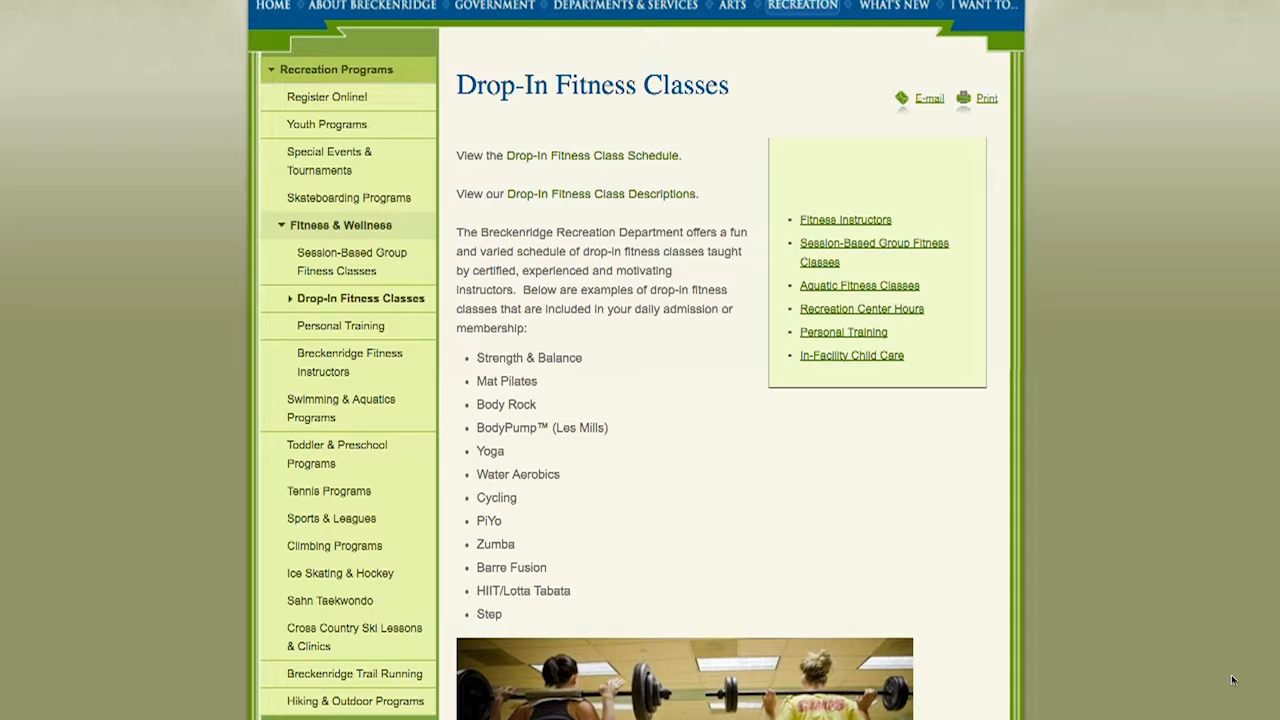 HOME ABOUT BRECKENRIDGE GOVERNMENT DEPARTMENTS & SERVICES ARTS RECREATION WHAT'S NEW I WANT TO...
Recreation Programs
Register Online!
Youth Programs
Special Events &
Tournaments
Skateboarding Programs
Fitness & Wellness
Session-Based Group
Fitness Classes
Drop-In Fitness Classes
Personal Training
Breckenridge Fitness
Instructors
Swimming & Aquatics
Programs
Toddler & Preschool
Programs
Tennis Programs
Sports & Leagues
Climbing Programs
Ice Skating & Hockey
Sahn Taekwondo
Cross Country Ski Lessons
& Clinics
Breckenridge Trail Running
Hiking & Outdoor Programs
Drop-In Fitness Classes
E-mail Print
View the Drop-In Fitness Class Schedule.
View our Drop-In Fitness Class Descriptions.
The Breckenridge Recreation Department offers a fun
and varied schedule of drop-in fitness classes taught
by certified, experienced and motivating
instructors. Below are examples of drop-in fitness
classes that are included in your daily admission or
membership:
• Strength & Balance
• Mat Pilates
• Body Rock
• BodyPump™ (Les Mills)
• Yoga
• Water Aerobics
• Cycling
• PiYo
• Zumba
• Barre Fusion
• HIIT/Lotta Tabata
• Step
Fitness Instructors
Session-Based Group Fitness
Classes
Aquatic Fitness Classes
Recreation Center Hours
Personal Training
In-Facility Child Care